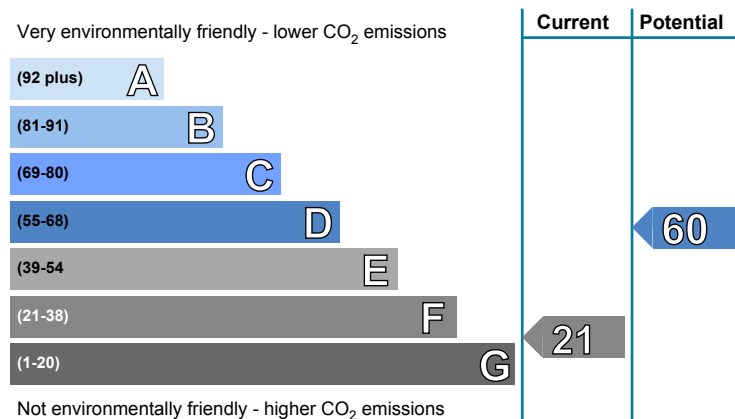 Very environmentally friendly - lower CO₂ emissions
Current
Potential
(92 plus) A
(81-91) B
(69-80) C
(55-68) D
60
(39-54 E
(21-38) F
21
(1-20) G
Not environmentally friendly - higher CO₂ emissions